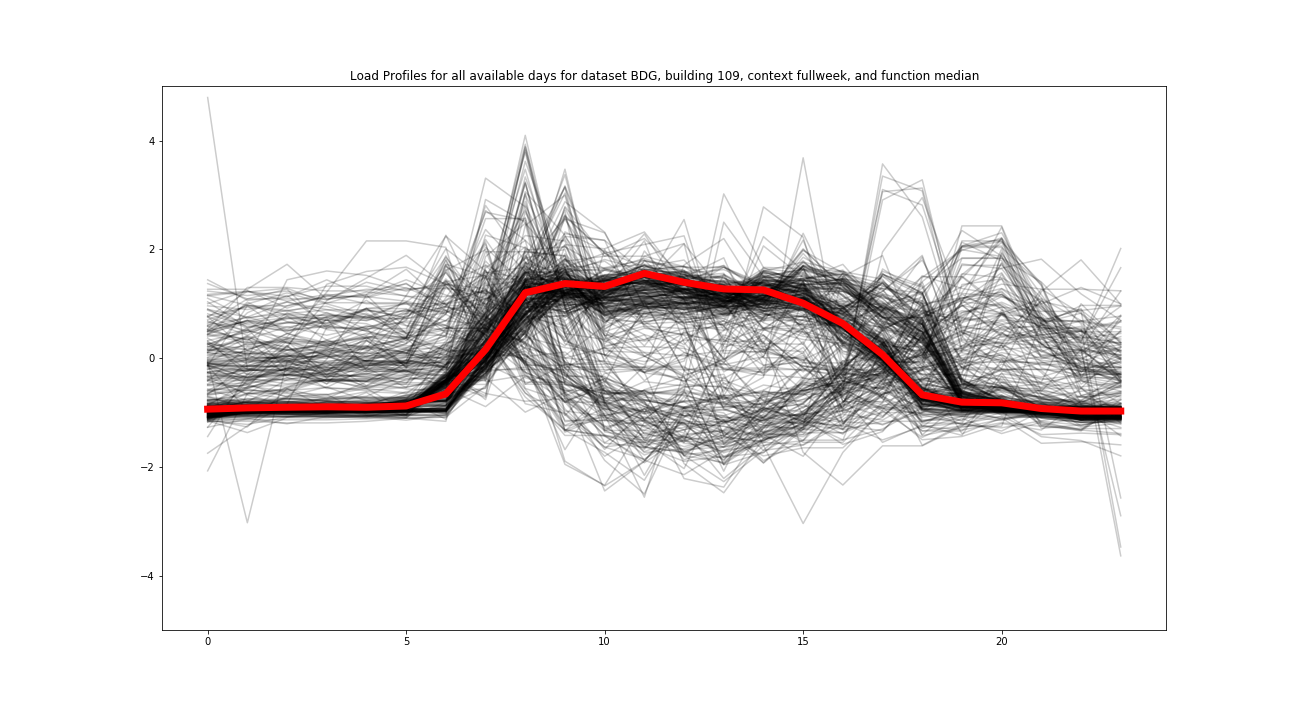 Load Profiles for all available days for dataset BDG, building 109, context fullweek, and function median
4
2
0
−2
−4
0 5 10 15 20